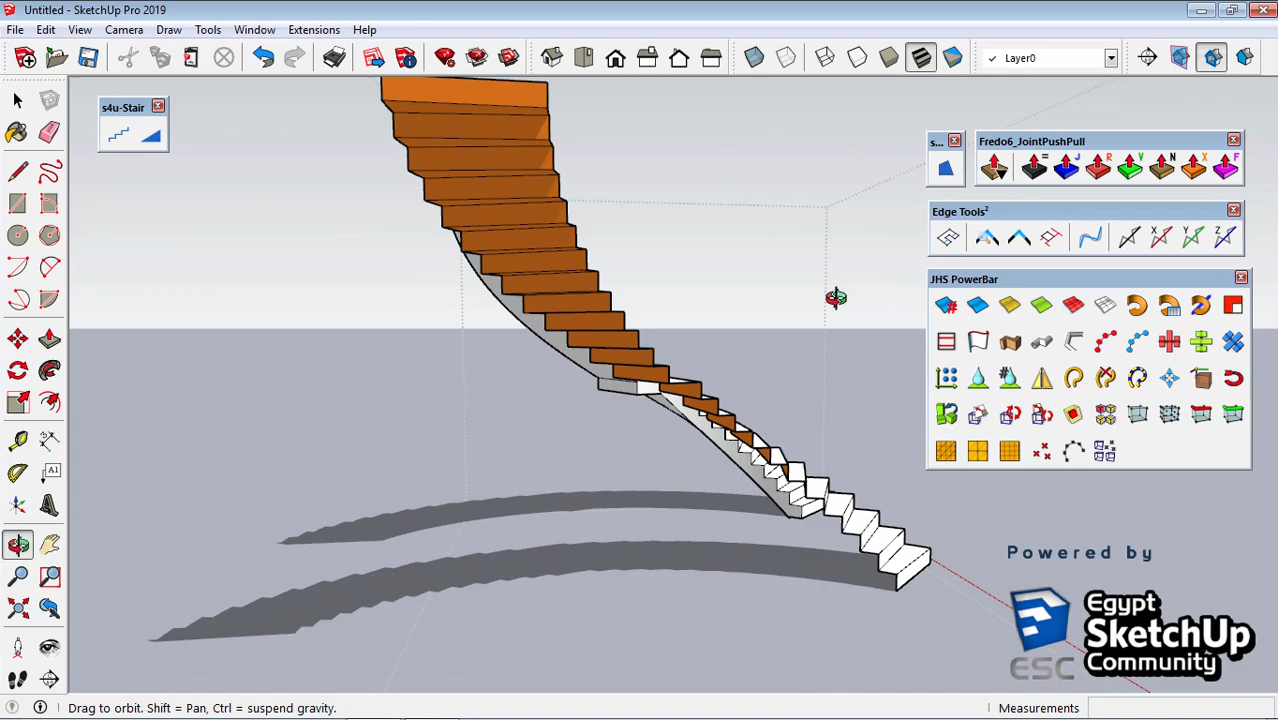 Untitled - SketchUp Pro 2019
File Edit View Camera Draw Tools Window Extensions Help
Layer0
s4u-Stair
s...
Fredo6_JointPushPull
= J R V N X F
Edge Tools²
X Y Z
JHS PowerBar
A1
Powered by
Egypt
SketchUp
Community
ESC
Drag to orbit. Shift = Pan, Ctrl = suspend gravity.
Measurements